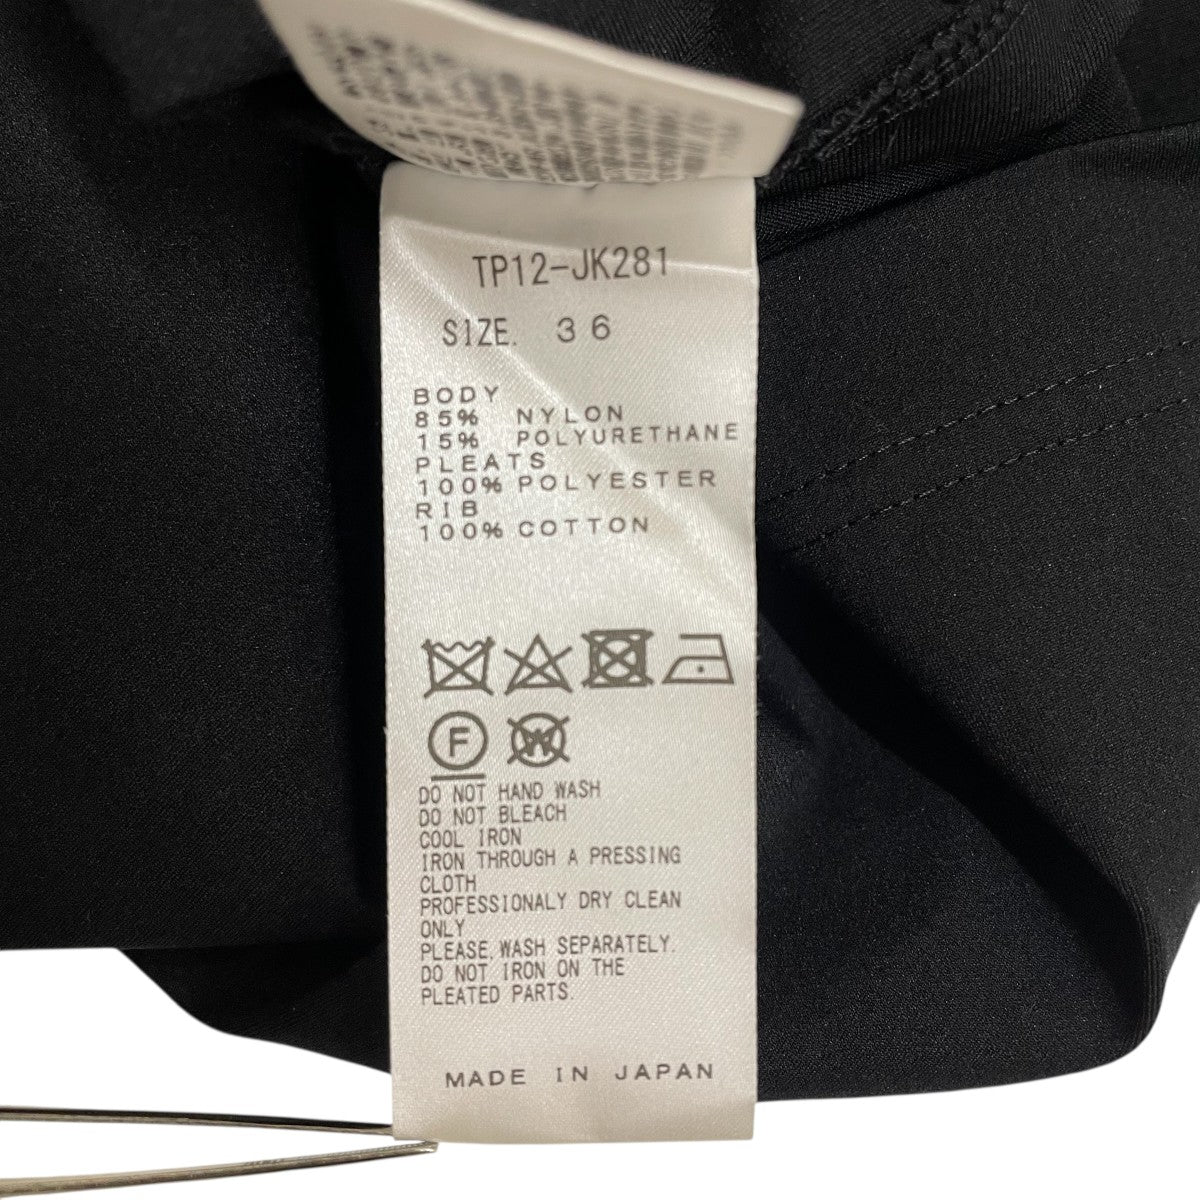 TP12-JK281
SIZE. 36
BODY
85% NYLON
15% POLYURETHANE
PLEATS
100% POLYESTER
RIB
100% COTTON
F
W
DO NOT HAND WASH
DO NOT BLEACH
COOL IRON
IRON THROUGH A PRESSING
CLOTH
PROFESSIONALY DRY CLEAN
ONLY
PLEASE.WASH SEPARATELY.
DO NOT IRON ON THE
PLEATED PARTS.
MADE IN JAPAN